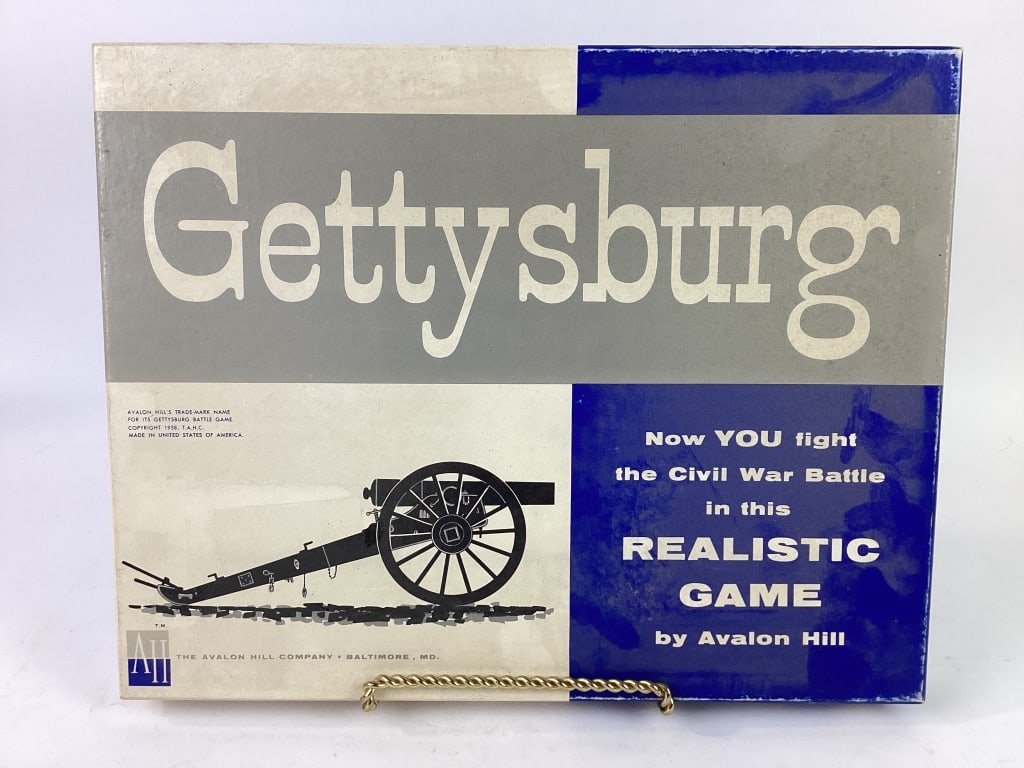 Gettysburg
AVALON HILL'S TRADE-MARK NAME
FOR ITS GETTYSBURG BATTLE GAME.
COPYRIGHT 1958, T.A.H.C.
MADE IN UNITED STATES OF AMERICA.
Now YOU fight
the Civil War Battle
in this
REALISTIC
GAME
by Avalon Hill
T.M.
AH
THE AVALON HILL COMPANY • BALTIMORE, MD.